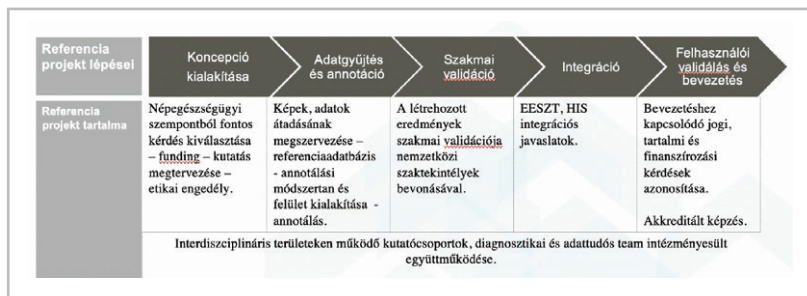 Referencia
projekt lépései
Koncepció
kialakítása
Adatgyűjtés
és annotáció
Szakmai
validáció
Integráció
Felhasználói
validálás és
bevezetés
Referencia
projekt tartalma
Népegészségügyi
szempontból fontos
kérdés kiválasztása
– funding – kutatás
megtervezése –
etikai engedély.
Képek, adatok
átadásának
megszervezése –
referenciaadatbázis
- annotálási
módszertan és
felület kialakítása -
annotálás.
A létrehozott
eredmények
szakmai validációja
nemzetközi
szaktekintélyek
bevonásával.
EESZT, HIS
integrációs
javaslatok.
Bevezetéshez
kapcsolódó jogi,
tartalmi és
finanszírozási
kérdések
azonosítása.
Akkreditált képzés.
Interdiszciplináris területeken működő kutatócsoportok, diagnosztikai és adattudós team intézményesült
együttműködése.